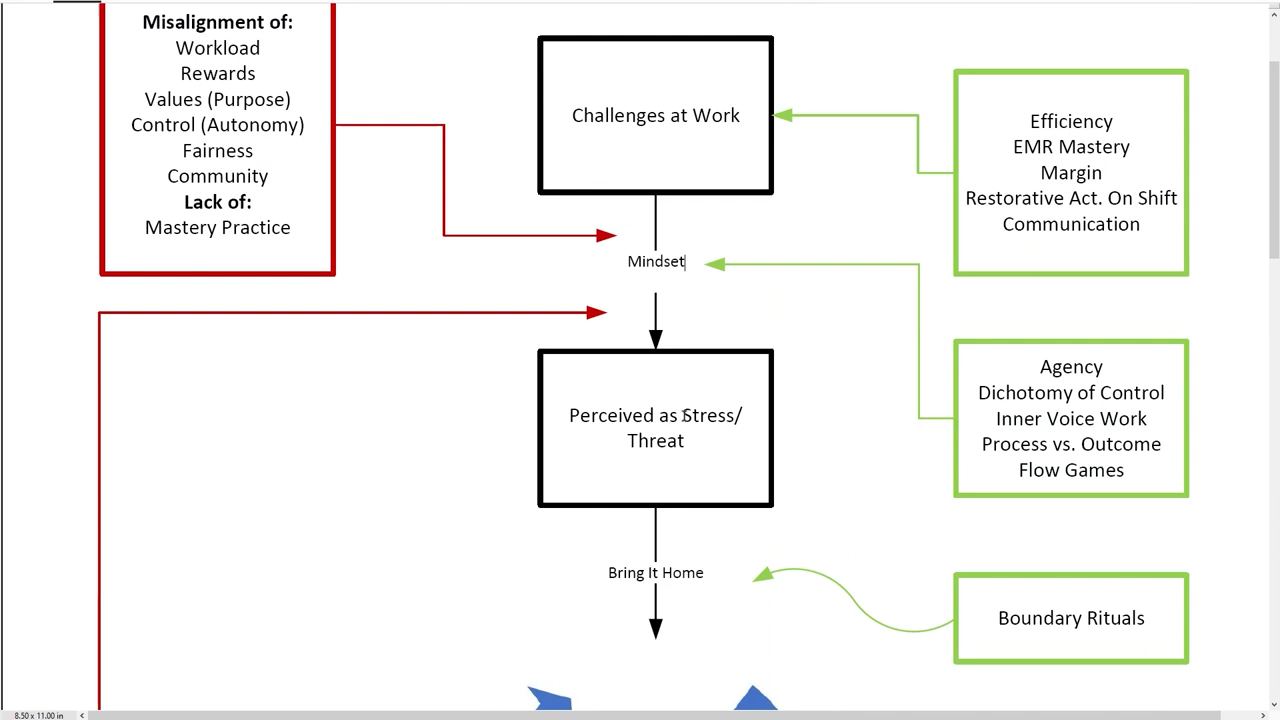 Misalignment of:
Workload
Rewards
Values (Purpose)
Control (Autonomy)
Fairness
Community
Lack of:
Mastery Practice
Challenges at Work
Efficiency
EMR Mastery
Margin
Restorative Act. On Shift
Communication
Mindset
Perceived as Stress/
Threat
Agency
Dichotomy of Control
Inner Voice Work
Process vs. Outcome
Flow Games
Bring It Home
Boundary Rituals
8.50 x 11.00 in